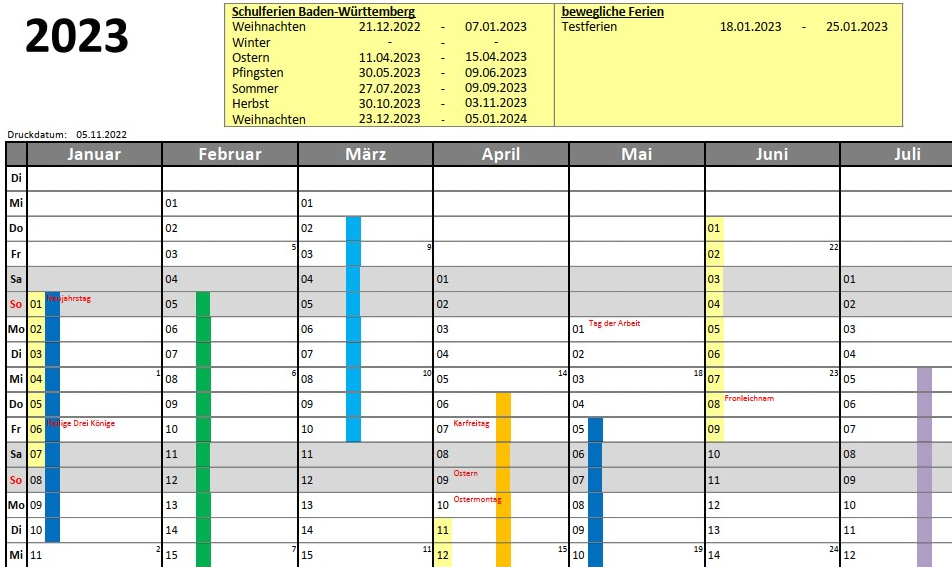 2023
Schulferien Baden-Württemberg bewegliche Ferien
Weihnachten 21.12.2022 - 07.01.2023 Testferien 18.01.2023 - 25.01.2023
Winter - - -
Ostern 11.04.2023 - 15.04.2023
Pfingsten 30.05.2023 - 09.06.2023
Sommer 27.07.2023 - 09.09.2023
Herbst 30.10.2023 - 03.11.2023
Weihnachten 23.12.2023 - 05.01.2024
Druckdatum: 05.11.2022
Januar Februar März April Mai Juni Juli
Di
Mi 01 01
Do 02 02 01
Fr 03 5 03 9 02 22
Sa 04 04 01 03 01
So 01 Neujahrstag 05 05 02 04 02
Mo 02 06 06 03 01 Tag der Arbeit 05 03
Di 03 07 07 04 02 06 04
Mi 04 1 08 6 08 10 05 14 03 18 07 23 05
Do 05 09 09 06 04 08 Fronleichnam 06
Fr 06 Heilige Drei Könige 10 10 07 Karfreitag 05 09 07
Sa 07 11 11 08 06 10 08
So 08 12 12 09 Ostern 07 11 09
Mo 09 13 13 10 Ostermontag 08 12 10
Di 10 14 14 11 09 13 11
Mi 11 2 15 7 15 11 12 15 10 19 14 24 12